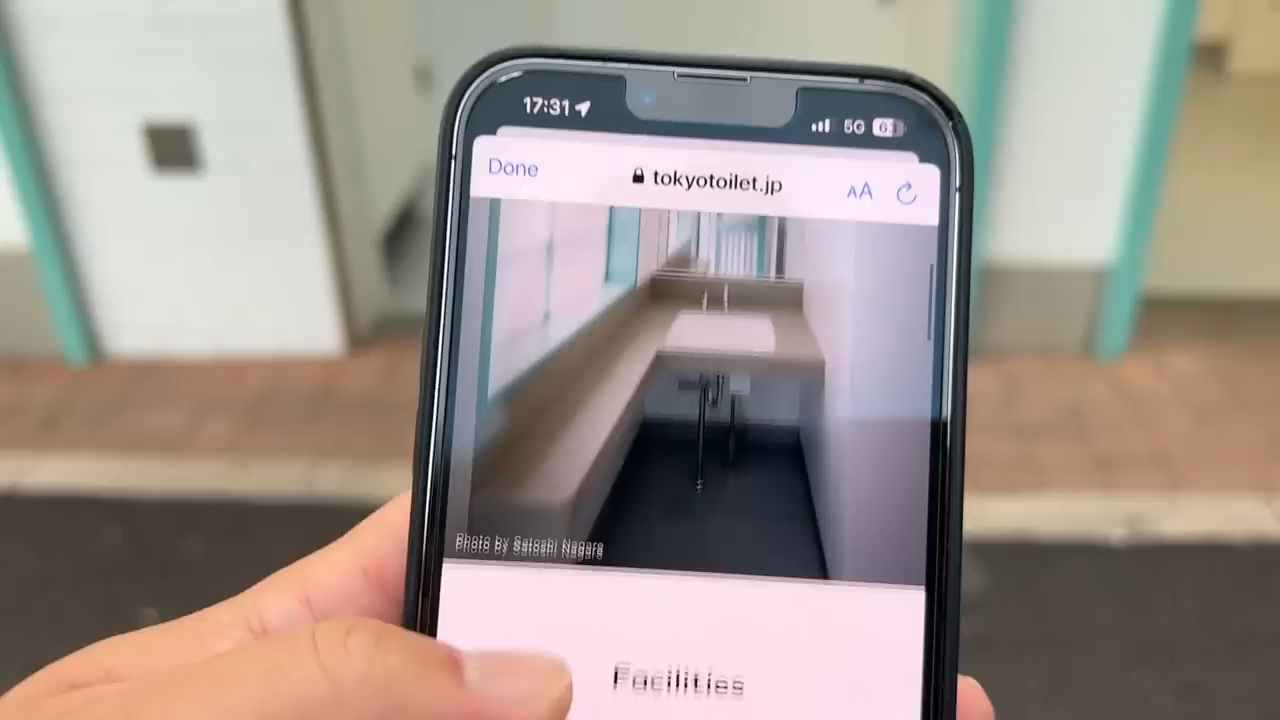 17:31
5G
Done
tokyotoilet.jp
AA
Photo by Satoshi Nagare
Facilities